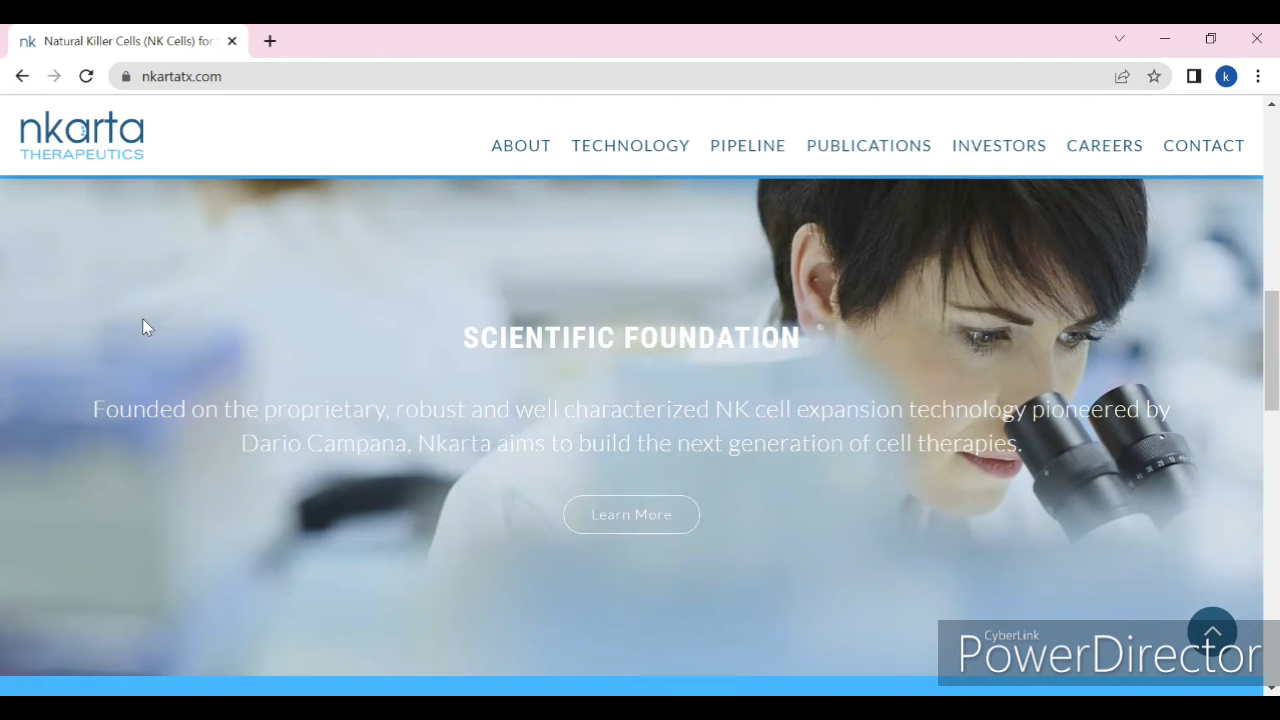 nk Natural Killer Cells (NK Cells) for
nkartatx.com
k
nkarta
THERAPEUTICS
ABOUT TECHNOLOGY PIPELINE PUBLICATIONS INVESTORS CAREERS CONTACT
SCIENTIFIC FOUNDATION
Founded on the proprietary, robust and well characterized NK cell expansion technology pioneered by
Dario Campana, Nkarta aims to build the next generation of cell therapies.
Learn More
CyberLink
PowerDirector